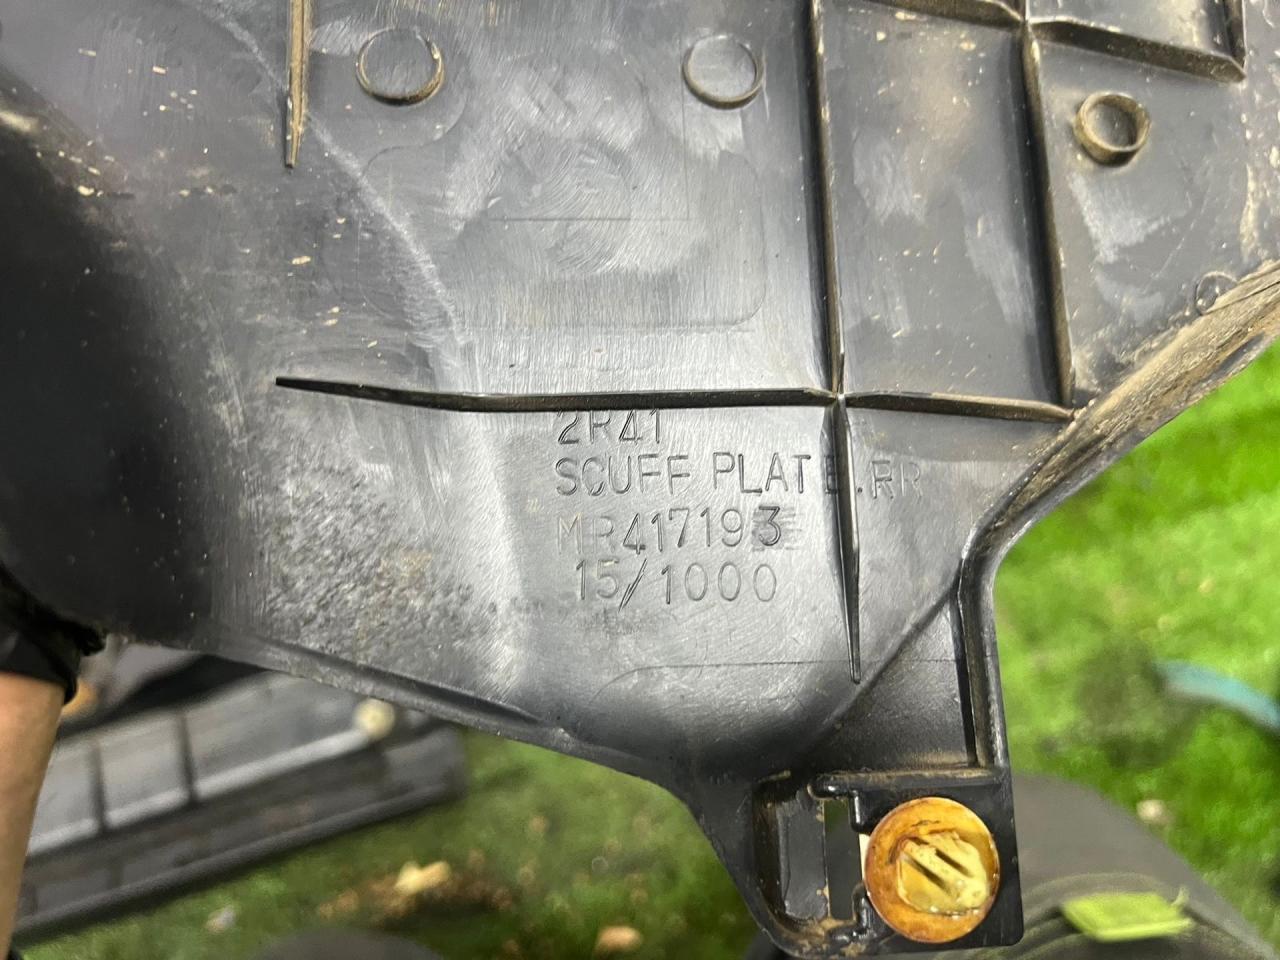 2R41
SCUFF PLATE.RR
MR417193
15/1000